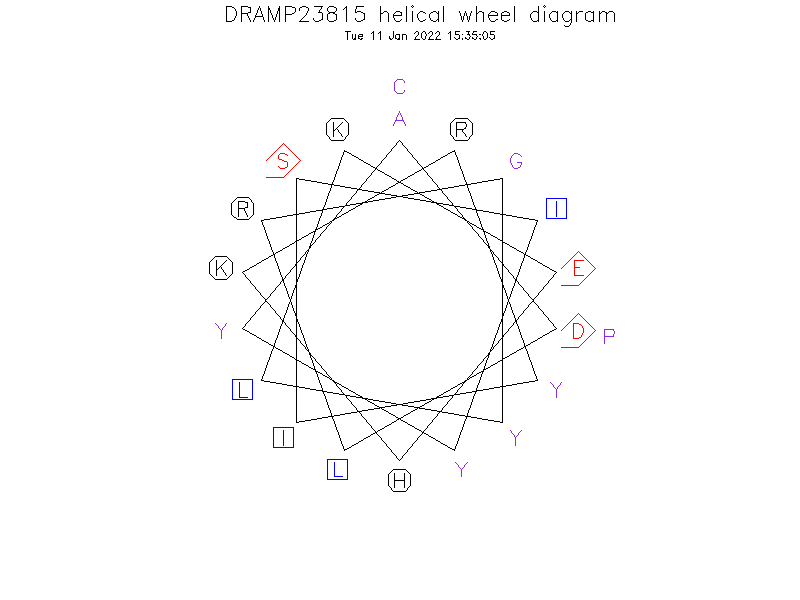 DRAMP23815 helical wheel diagram
Tue 11 Jan 2022 15:35:05
C
K A R
S G
R I
K E
Y D P
L Y
I Y
L H Y